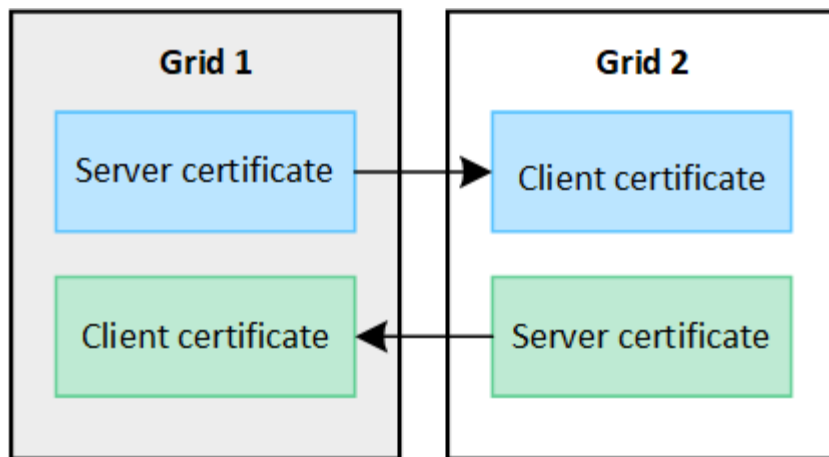 Grid 1
Server certificate
Client certificate
Grid 2
Client certificate
Server certificate